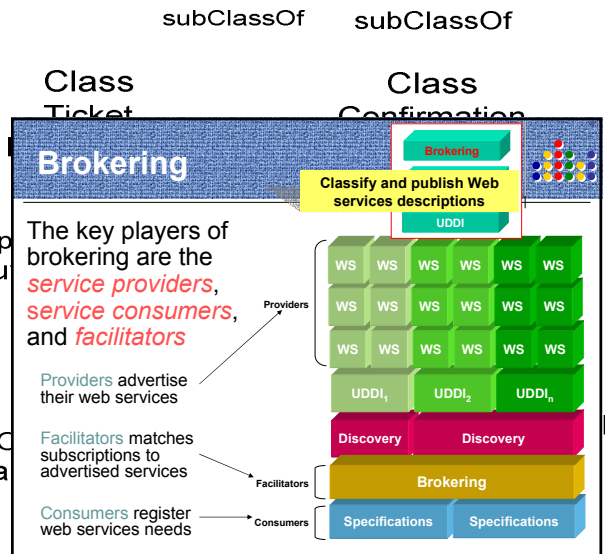 subClassOf subClassOf
Class Class
Ticket Confirmation
Brokering
Brokering
Classify and publish Web
services descriptions
UDDI
The key players of
brokering are the
service providers,
service consumers,
and facilitators
Providers advertise
their web services
Facilitators matches
subscriptions to
advertised services
Consumers register
web services needs
Providers
WS WS WS WS WS WS
WS WS WS WS WS WS
WS WS WS WS WS WS
UDDI1 UDDI2 UDDIn
Discovery Discovery
Facilitators
Brokering
Consumers
Specifications Specifications